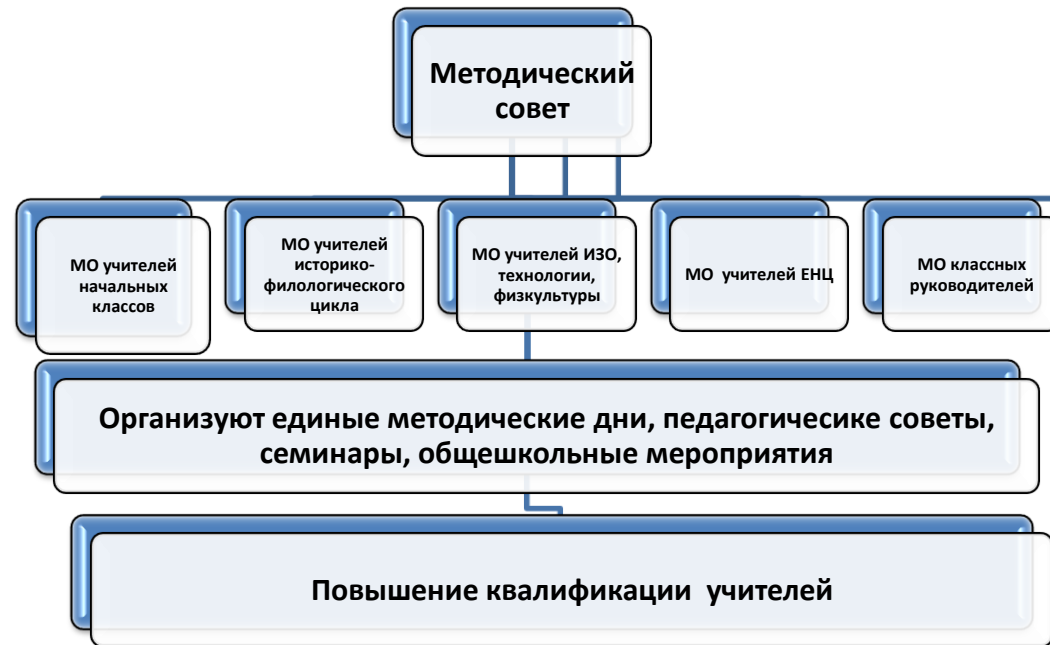 Методический
совет
МО учителей
начальных
классов
МО учителей
историко-
филологического
цикла
МО учителей ИЗО,
технологии,
физкультуры
МО учителей ЕНЦ
МО классных
руководителей
Организуют единые методические дни, педагогичесике советы,
семинары, общешкольные мероприятия
Повышение квалификации учителей